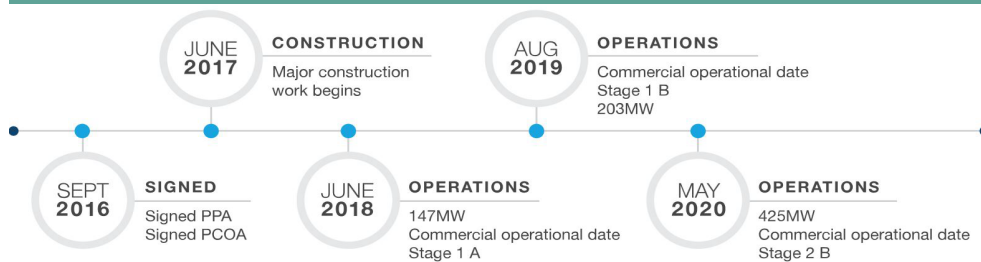 JUNE
2017
CONSTRUCTION
Major construction
work begins
AUG
2019
OPERATIONS
Commercial operational date
Stage 1 B
203MW
SEPT
2016
SIGNED
Signed PPA
Signed PCOA
JUNE
2018
OPERATIONS
147MW
Commercial operational date
Stage 1 A
MAY
2020
OPERATIONS
425MW
Commercial operational date
Stage 2 B